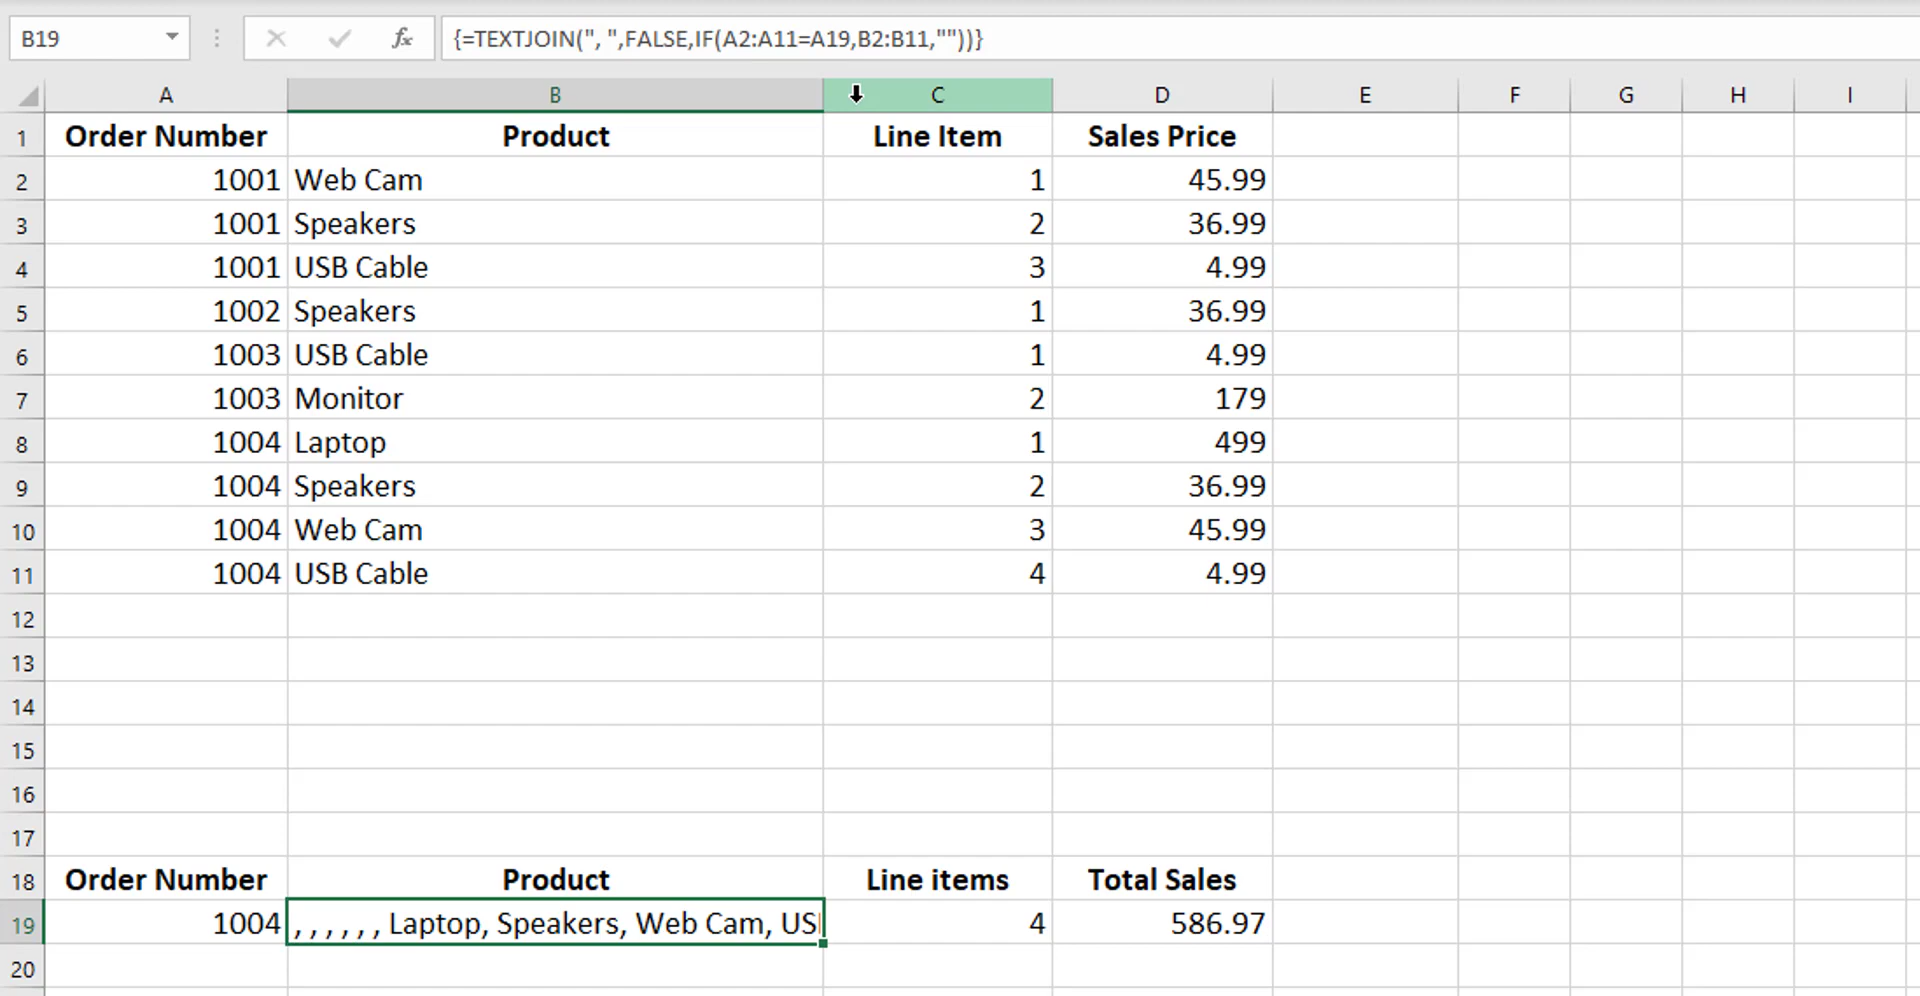 B19 fx {=TEXTJOIN(", ",FALSE,IF(A2:A11=A19,B2:B11,""))}
A B C D E F G H I
1 Order Number Product Line Item Sales Price
2 1001 Web Cam 1 45.99
3 1001 Speakers 2 36.99
4 1001 USB Cable 3 4.99
5 1002 Speakers 1 36.99
6 1003 USB Cable 1 4.99
7 1003 Monitor 2 179
8 1004 Laptop 1 499
9 1004 Speakers 2 36.99
10 1004 Web Cam 3 45.99
11 1004 USB Cable 4 4.99
12
13
14
15
16
17
18 Order Number Product Line items Total Sales
19 1004 , , , , , , Laptop, Speakers, Web Cam, US 4 586.97
20